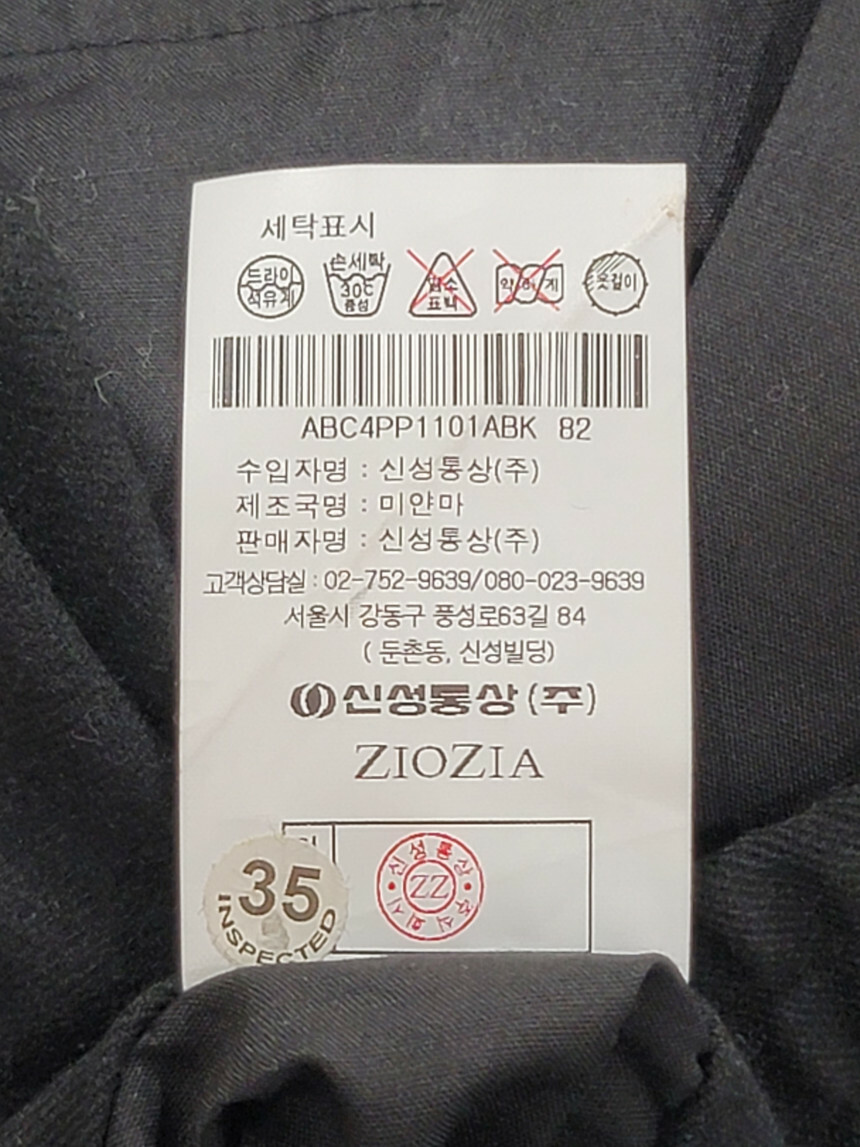 세탁표시
드라이
석유계
손세탁
30℃
중성
염소
표백
약하게
옷걸이
ABC4PP1101ABK 82
수입자명 : 신성통상(주)
제조국명 : 미얀마
판매자명 : 신성통상(주)
고객상담실 : 02-752-9639/080-023-9639
서울시 강동구 풍성로63길 84
( 둔촌동, 신성빌딩)
신성통상(주)
ZIOZIA
35
INSPECTED
신성통상
ZZ
주식회사